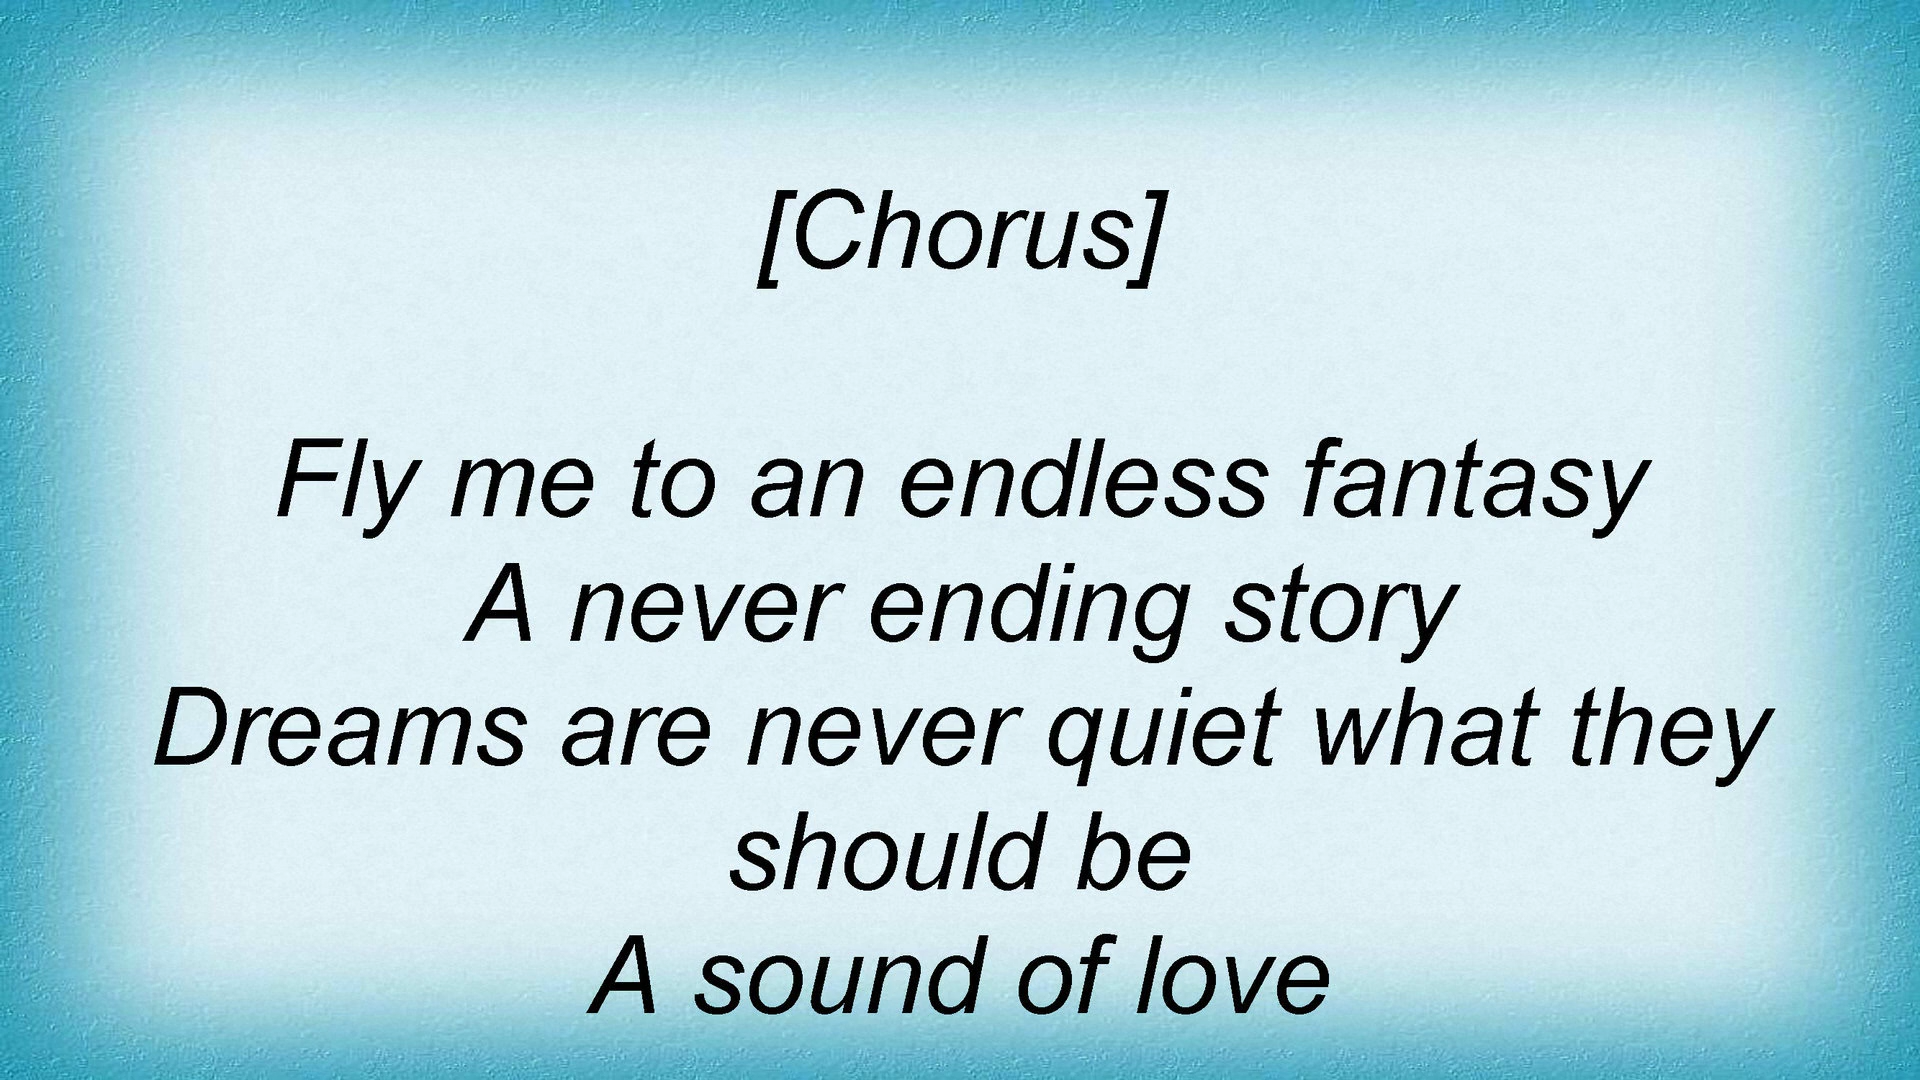 [Chorus]
Fly me to an endless fantasy
A never ending story
Dreams are never quiet what they
should be
A sound of love